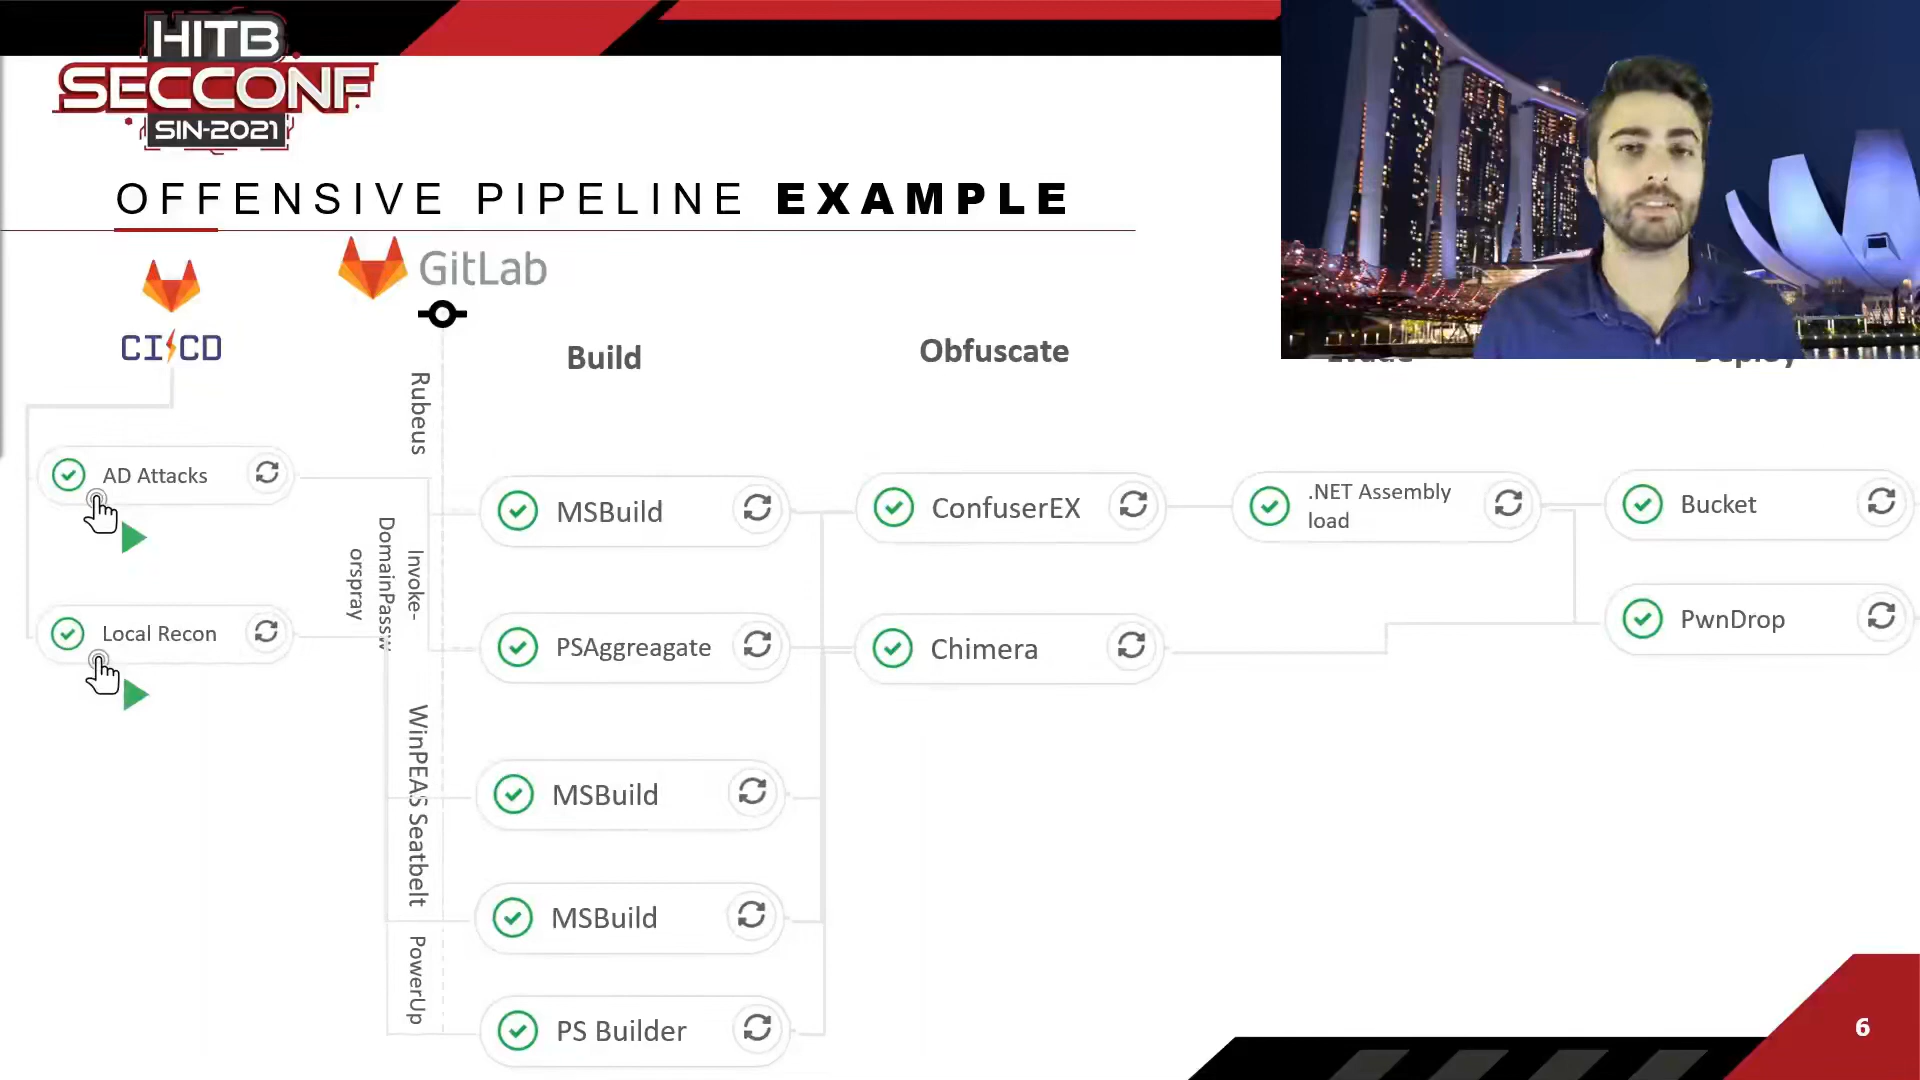 HITB
SECCONF
SIN-2021
OFFENSIVE PIPELINE EXAMPLE
GitLab
CI/CD
Build
Obfuscate
Deploy
Rubeus
AD Attacks
MSBuild
ConfuserEX
.NET Assembly
load
Bucket
Invoke-
DomainPassw
orspray
Local Recon
PSAggreagate
Chimera
PwnDrop
WinPEAS
MSBuild
Seatbelt
MSBuild
PowerUp
PS Builder
6